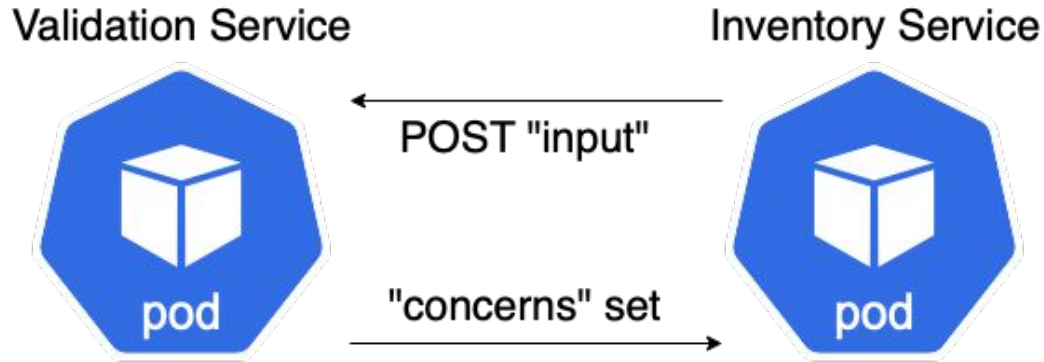 Validation Service
Inventory Service
POST "input"
pod
pod
"concerns" set